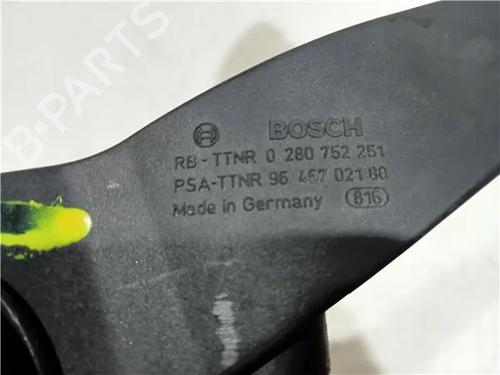 BOSCH
RB-TTNR 0 280 752 251
PSA-TTNR 96 467 021 80
Made in Germany 816
B-PARTS